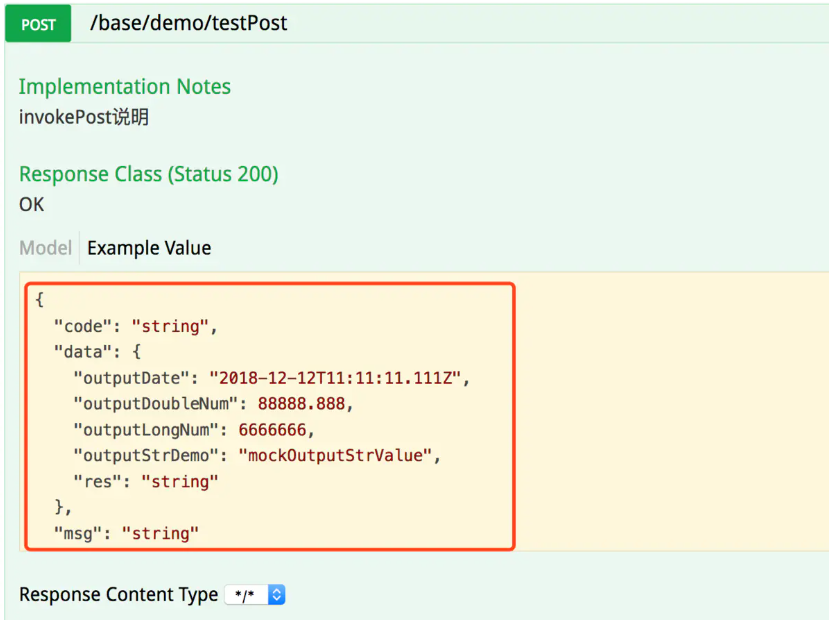 POST /base/demo/testPost
Implementation Notes
invokePost说明
Response Class (Status 200)
OK
Model Example Value
{
"code": "string",
"data": {
"outputDate": "2018-12-12T11:11:11.111Z",
"outputDoubleNum": 88888.888,
"outputLongNum": 6666666,
"outputStrDemo": "mockOutputStrValue",
"res": "string"
},
"msg": "string"
Response Content Type */*